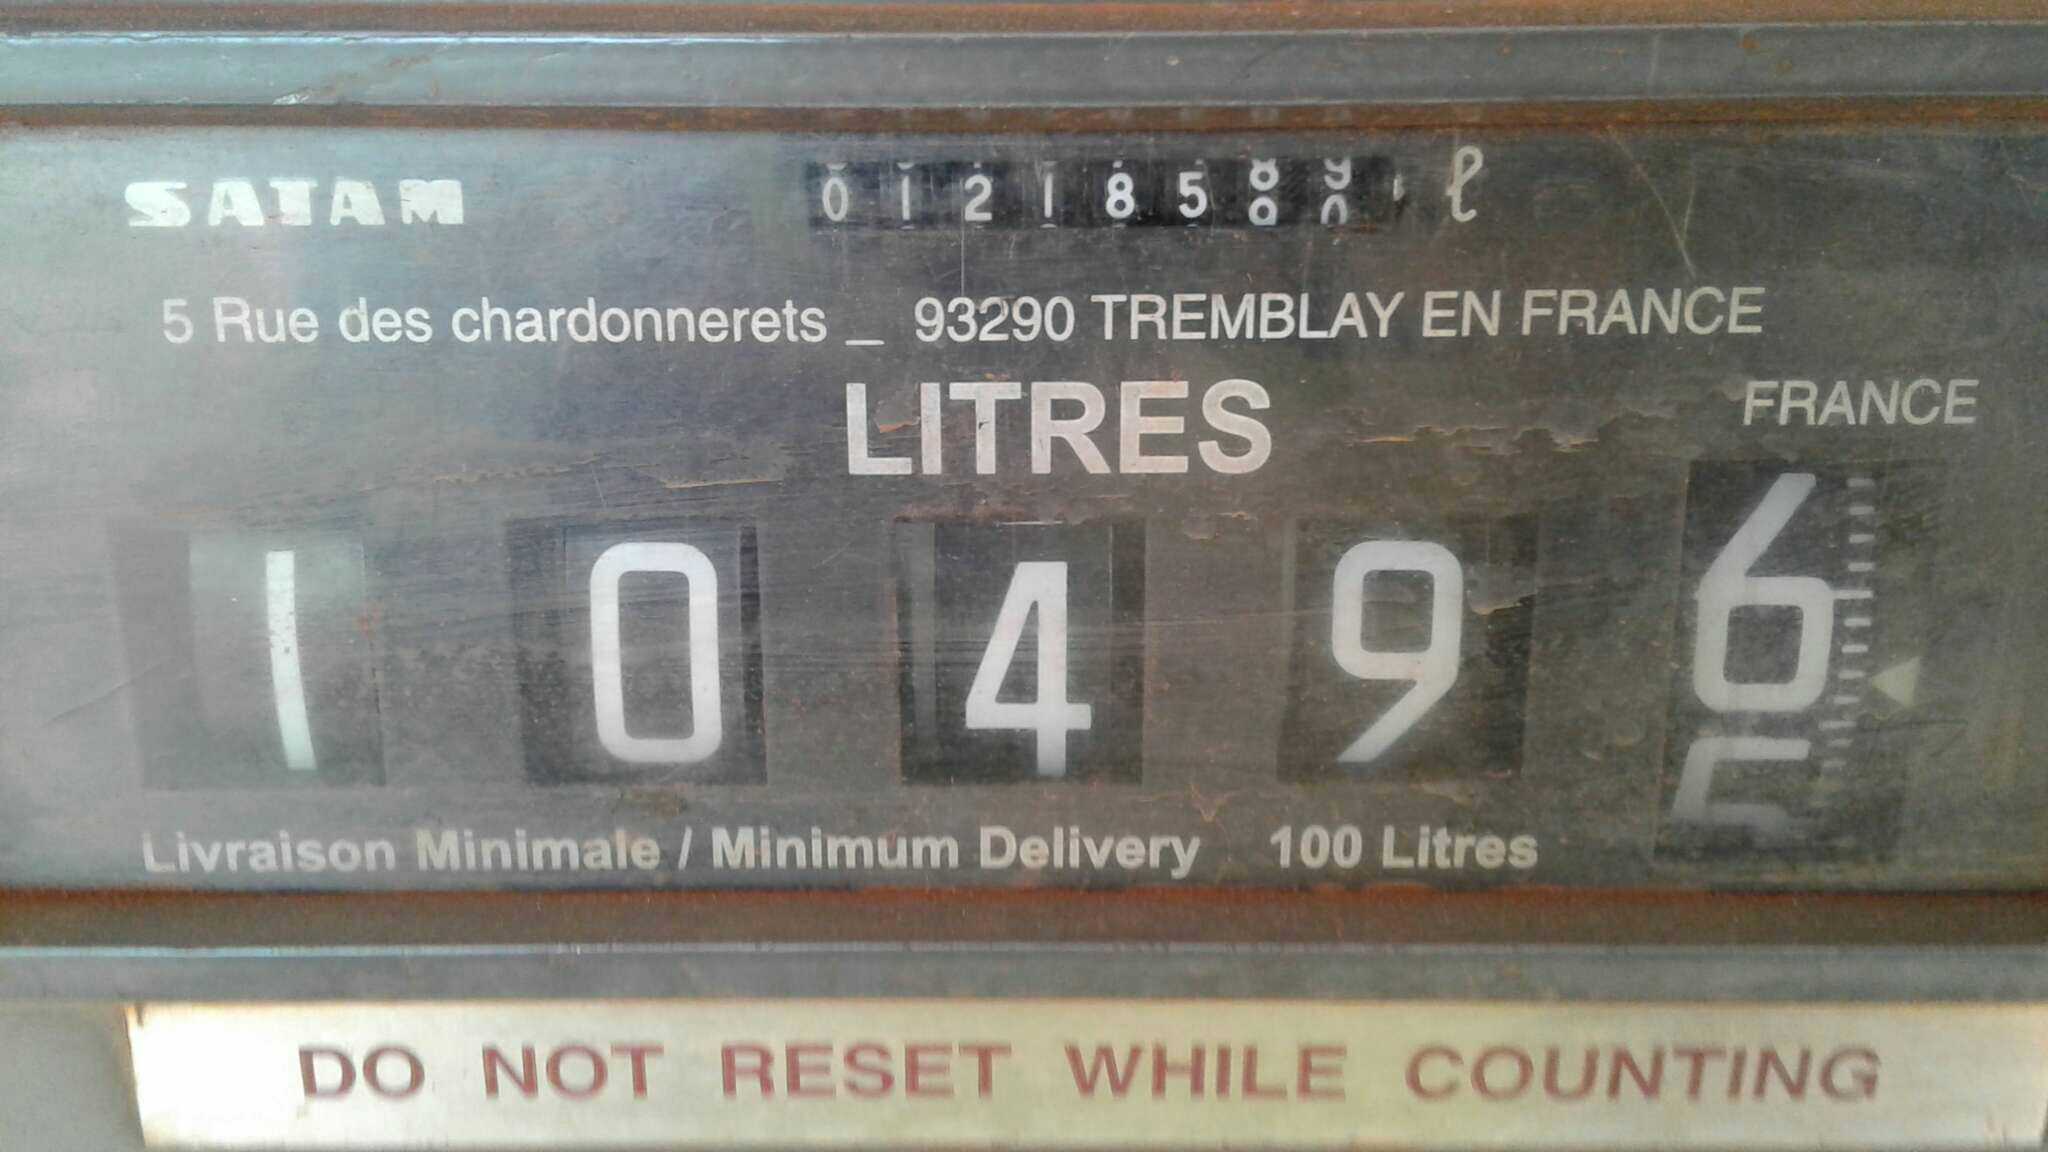 SATAM
01218589 ℓ
5 Rue des chardonnerets _ 93290 TREMBLAY EN FRANCE
LITRES
FRANCE
1 0 4 9 6
Livraison Minimale / Minimum Delivery 100 Litres
DO NOT RESET WHILE COUNTING